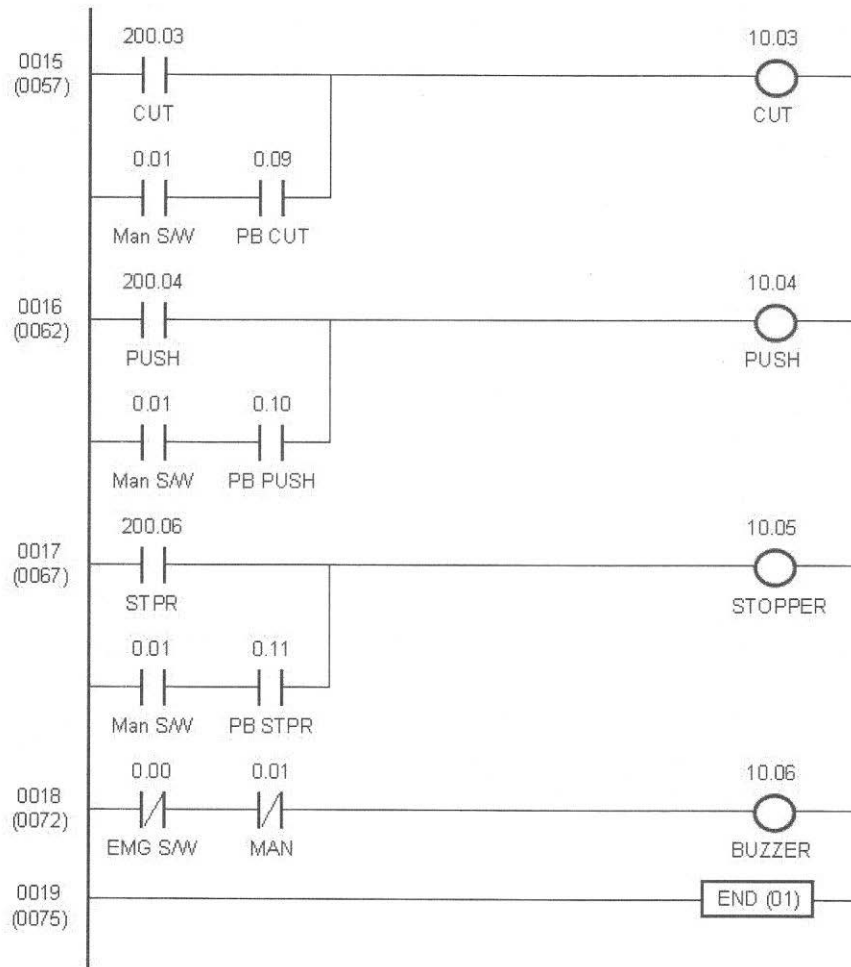 200.03 10.03
0015
(0057)
CUT CUT
0.01 0.09
Man S/W PB CUT
200.04 10.04
0016
(0062)
PUSH PUSH
0.01 0.10
Man S/W PB PUSH
200.06 10.05
0017
(0067)
STPR STOPPER
0.01 0.11
Man S/W PB STPR
0.00 0.01 10.06
0018
(0072)
EMG S/W MAN BUZZER
0019
(0075)
END (01)